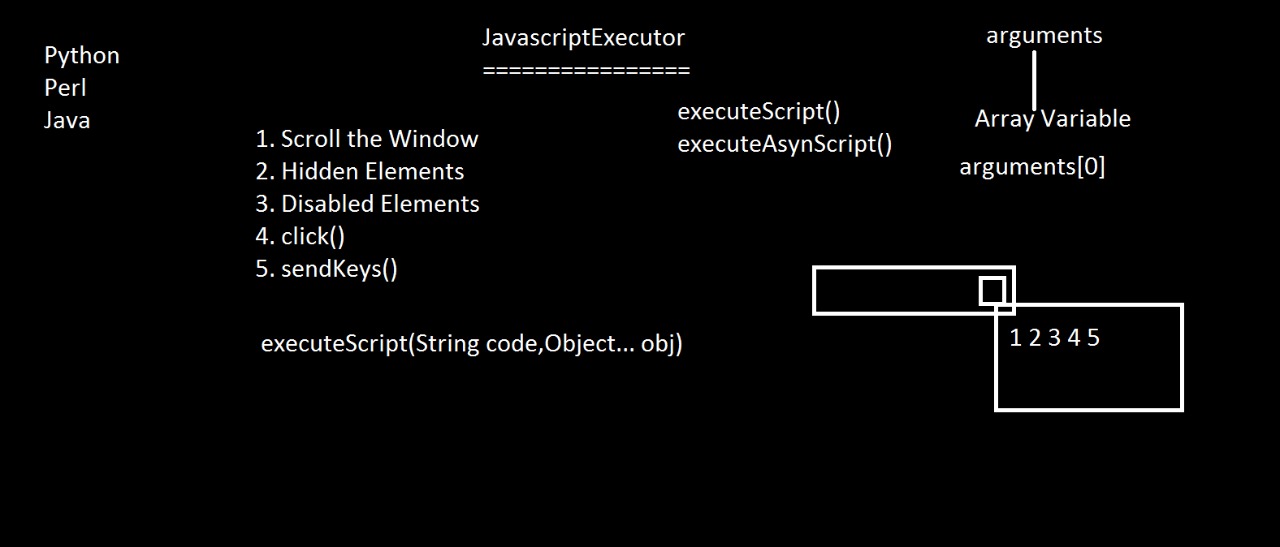 Python
Perl
Java
JavascriptExecutor
================
1. Scroll the Window
2. Hidden Elements
3. Disabled Elements
4. click()
5. sendKeys()
executeScript(String code,Object... obj)
executeScript()
executeAsynScript()
arguments
Array Variable
arguments[0]
1 2 3 4 5